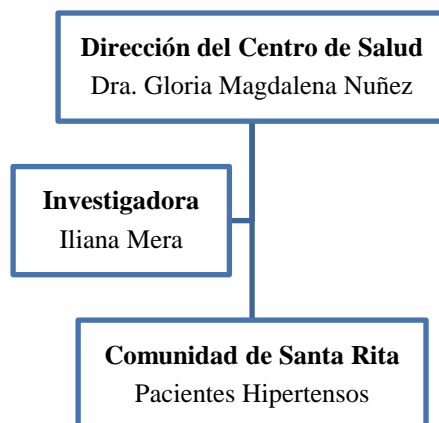 Dirección del Centro de Salud
Dra. Gloria Magdalena Nuñez
Investigadora
Iliana Mera
Comunidad de Santa Rita
Pacientes Hipertensos